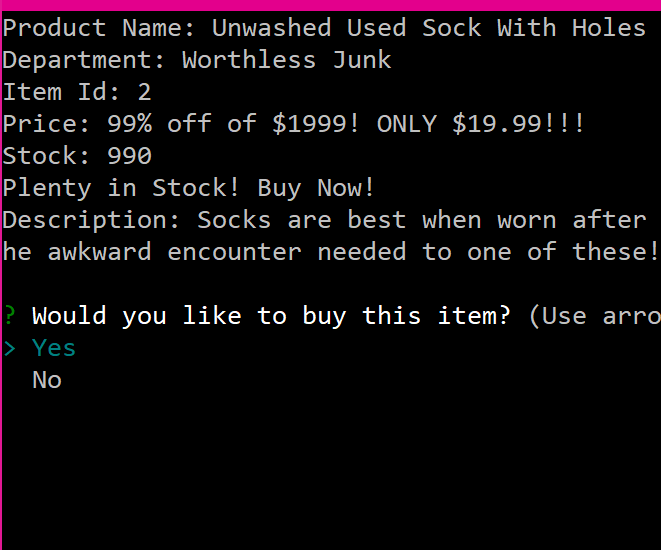 Product Name: Unwashed Used Sock With Holes
Department: Worthless Junk
Item Id: 2
Price: 99% off of $1999! ONLY $19.99!!!
Stock: 990
Plenty in Stock! Buy Now!
Description: Socks are best when worn after
he awkward encounter needed to one of these!
? Would you like to buy this item? (Use arro
> Yes
No